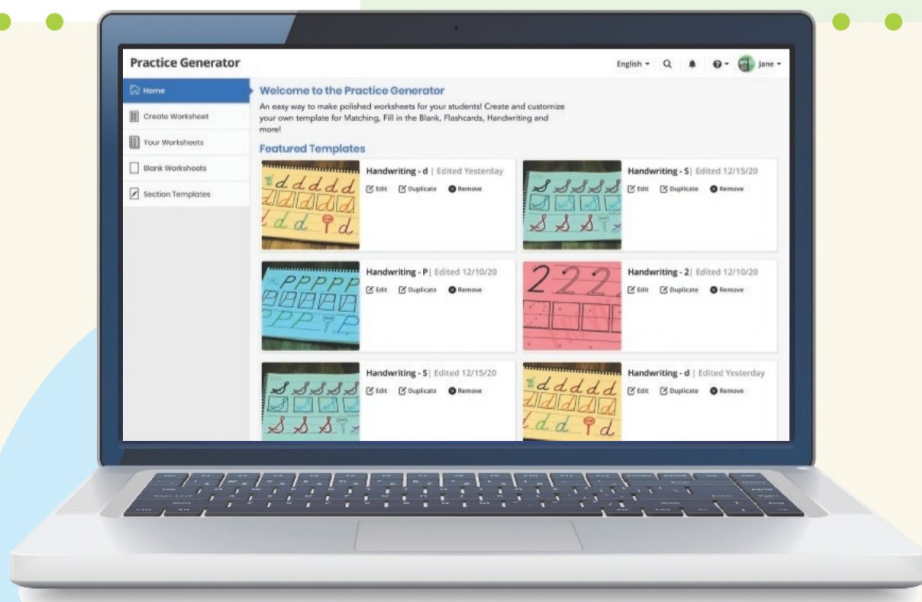 Practice Generator
English
Jane
Home
Create Worksheet
Your Worksheets
Blank Worksheets
Section Templates
Welcome to the Practice Generator
An easy way to make polished worksheets for your students! Create and customize
your own template for Matching, Fill in the Blank, Flashcards, Handwriting and
more!
Featured Templates
Handwriting - d | Edited Yesterday
Edit Duplicate Remove
d d d d d
d d
Handwriting - S | Edited 12/15/20
Edit Duplicate Remove
S S S S S
S S S
Handwriting - P | Edited 12/10/20
Edit Duplicate Remove
P P P P P
P P P P
Handwriting - 2 | Edited 12/10/20
Edit Duplicate Remove
2 2 2
Handwriting - S | Edited 12/15/20
Edit Duplicate Remove
S S S S S
S S S
Handwriting - d | Edited Yesterday
Edit Duplicate Remove
d d d d d
d d d